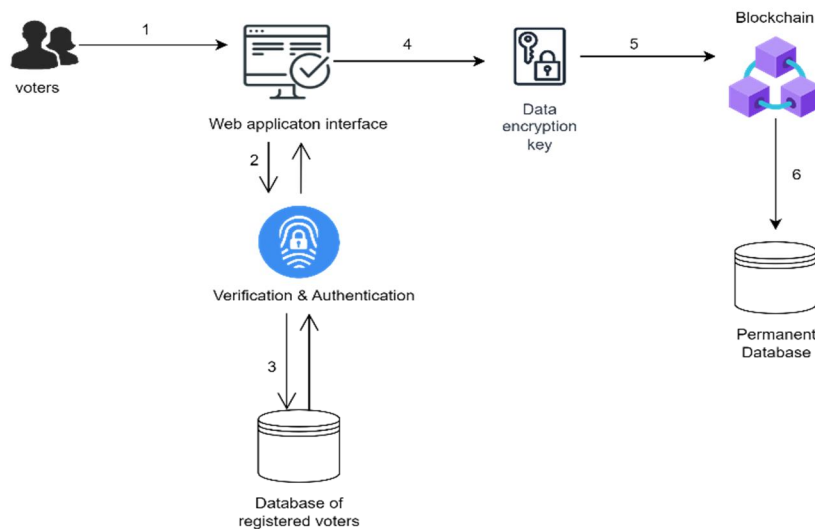 1
voters
Web applicaton interface
4
Data
encryption
key
5
Blockchain
2
Verification & Authentication
3
Database of
registered voters
6
Permanent
Database